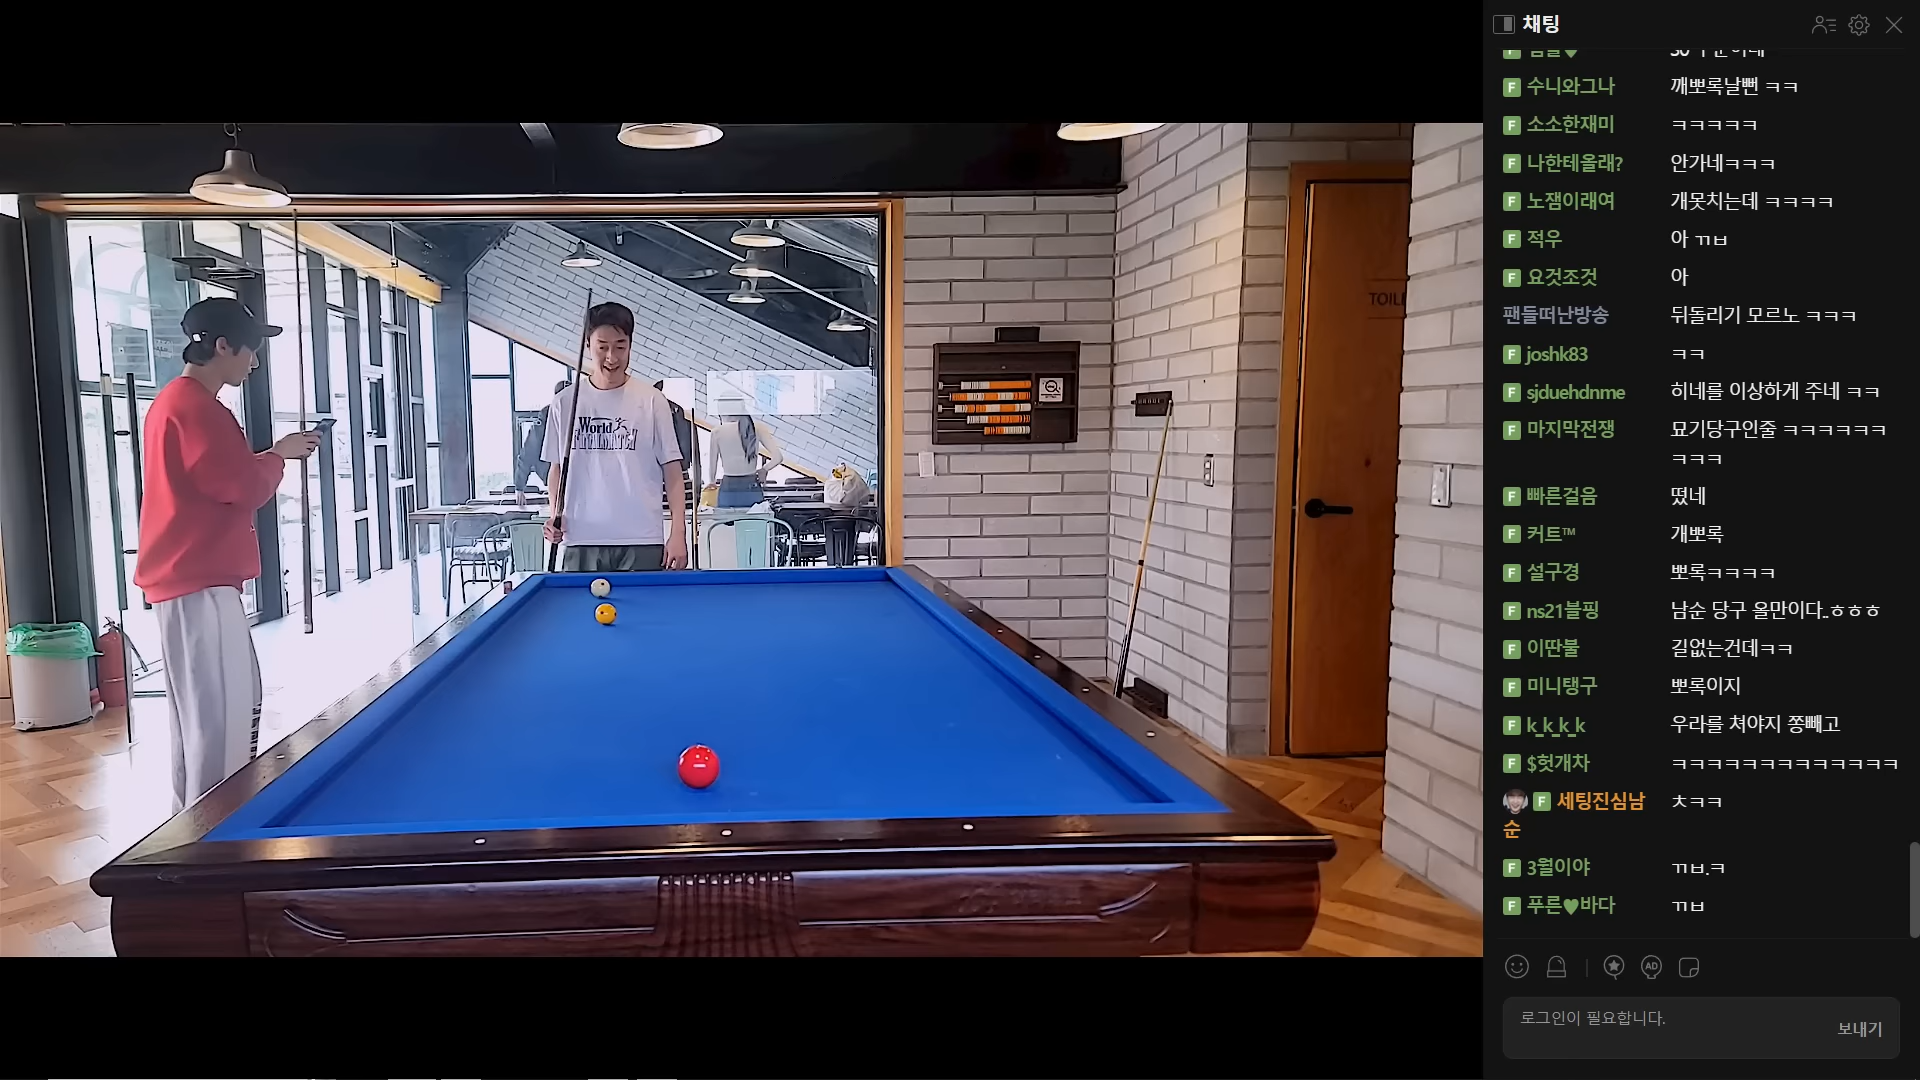 채팅
수니와그나 깨뽀록날뻔 ㅋㅋ
소소한재미 ㅋㅋㅋㅋㅋ
나한테올래? 안가네ㅋㅋㅋ
노잼이래여 개못치는데 ㅋㅋㅋㅋ
적우 아 ㄲㅂ
요것조것 아
팬들떠난방송 뒤돌리기 모르노 ㅋㅋㅋ
joshk83 ㅋㅋ
sjduehdnme 히네를 이상하게 주네 ㅋㅋ
마지막전쟁 묘기당구인줄 ㅋㅋㅋㅋㅋㅋ
ㅋㅋㅋ
빠른걸음 떴네
커트™ 개뽀록
설구경 뽀록ㅋㅋㅋㅋ
ns21블핑 남순 당구 올만이다..ㅎㅎㅎ
이딴불 길없는건데ㅋㅋ
미니탱구 뽀록이지
k_k_k_k 우라를 쳐야지 쫑빼고
$헛개차 ㅋㅋㅋㅋㅋㅋㅋㅋㅋㅋㅋㅋㅋ
세팅진심남 ㅊㅋㅋ
순
3월이야 ㄲㅂ.ㅋ
푸른♥바다 ㄲㅂ
AD
로그인이 필요합니다.
보내기
World
TOIL